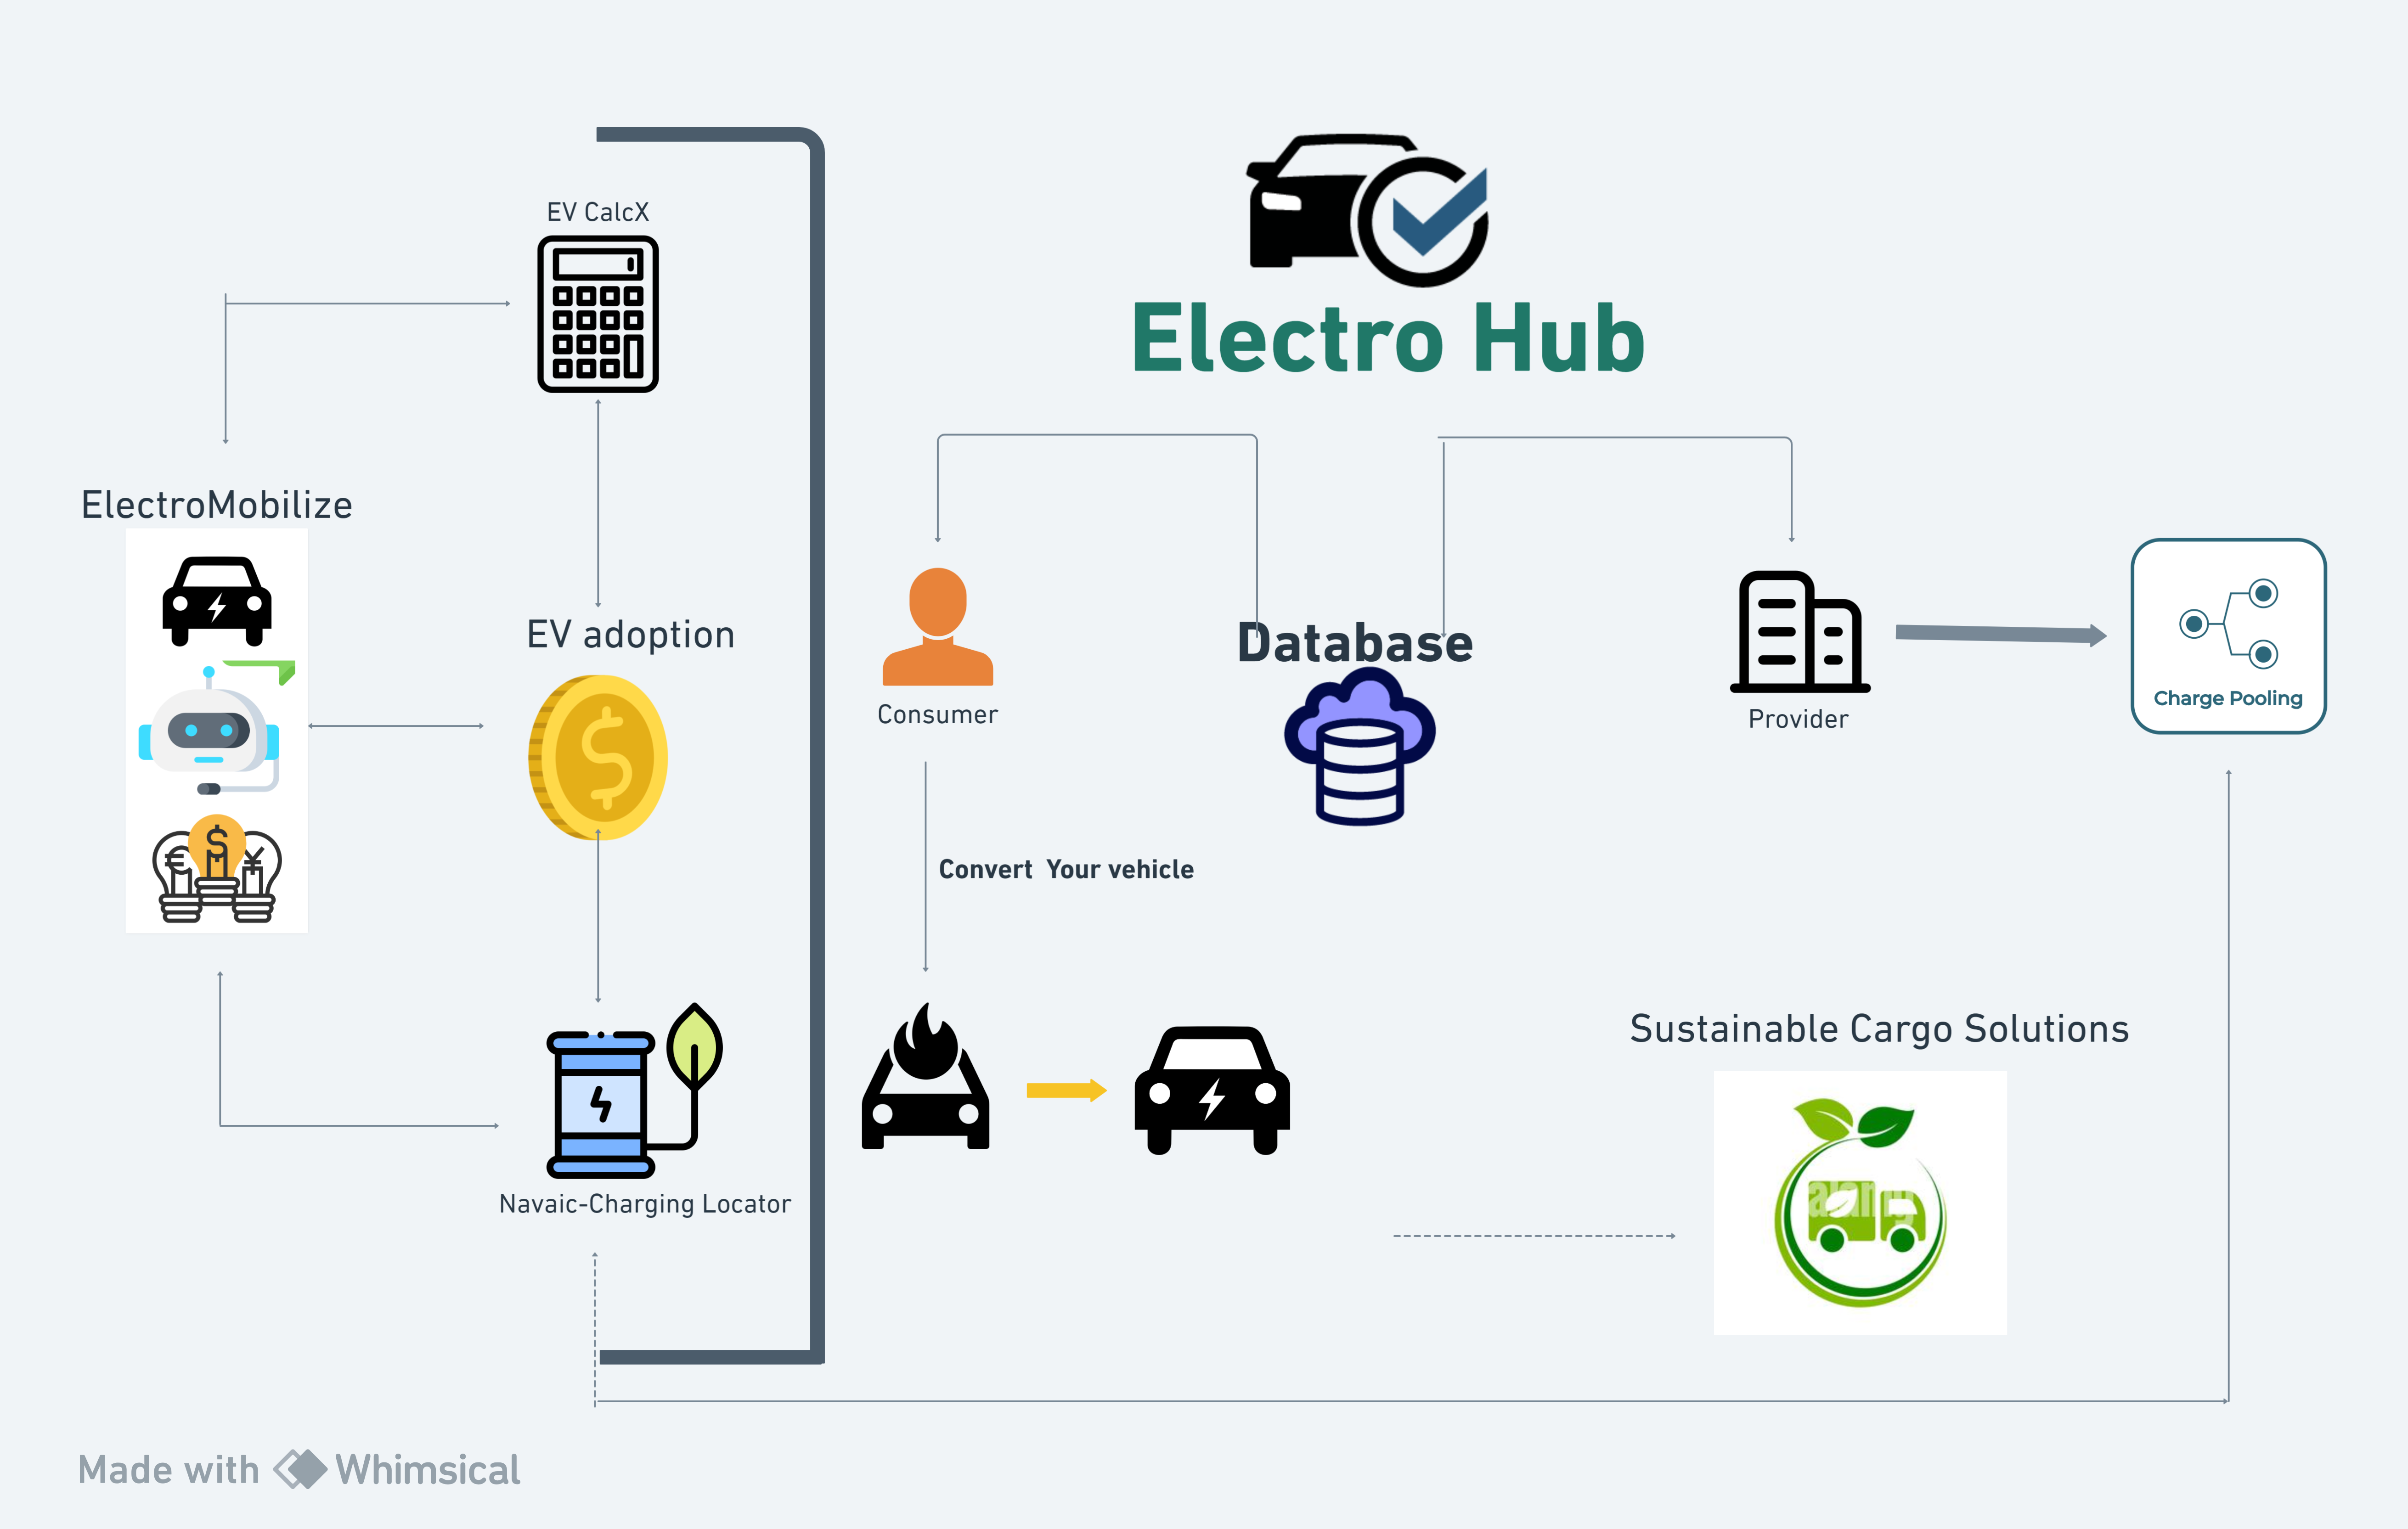 EV CalcX
Electro Hub
ElectroMobilize
EV adoption
Consumer
Database
Provider
Charge Pooling
Convert  Your vehicle
Sustainable Cargo Solutions
Navaic-Charging Locator
Made with Whimsical